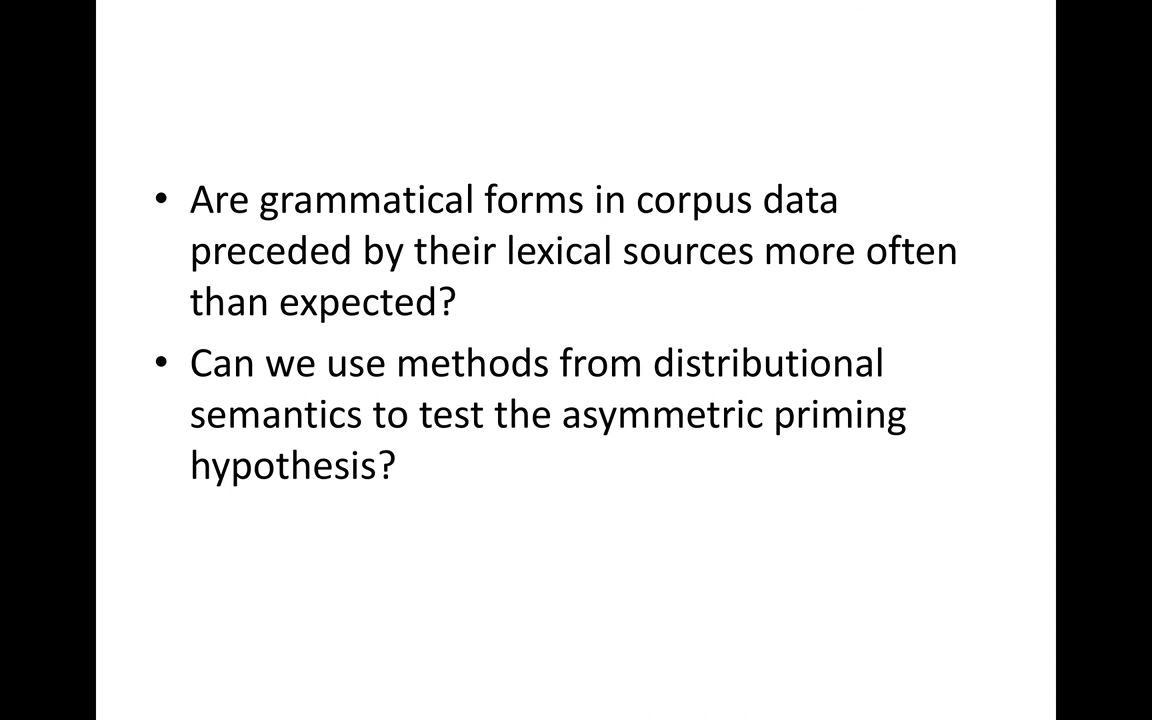 • Are grammatical forms in corpus data
preceded by their lexical sources more often
than expected?
• Can we use methods from distributional
semantics to test the asymmetric priming
hypothesis?